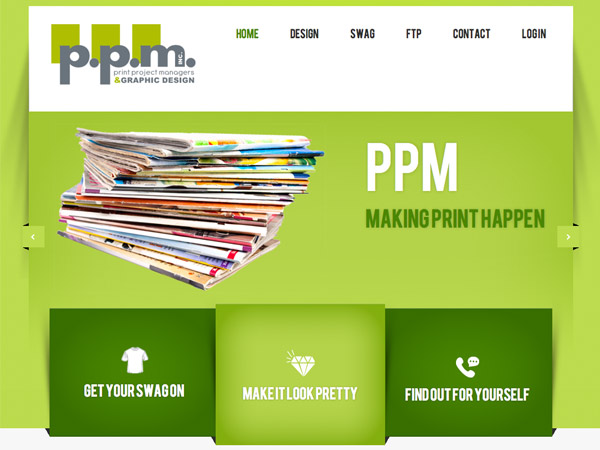 p.p.m. INC.
print project managers
&GRAPHIC DESIGN
HOME DESIGN SWAG FTP CONTACT LOGIN
PPM
MAKING PRINT HAPPEN
GET YOUR SWAG ON
MAKE IT LOOK PRETTY
FIND OUT FOR YOURSELF